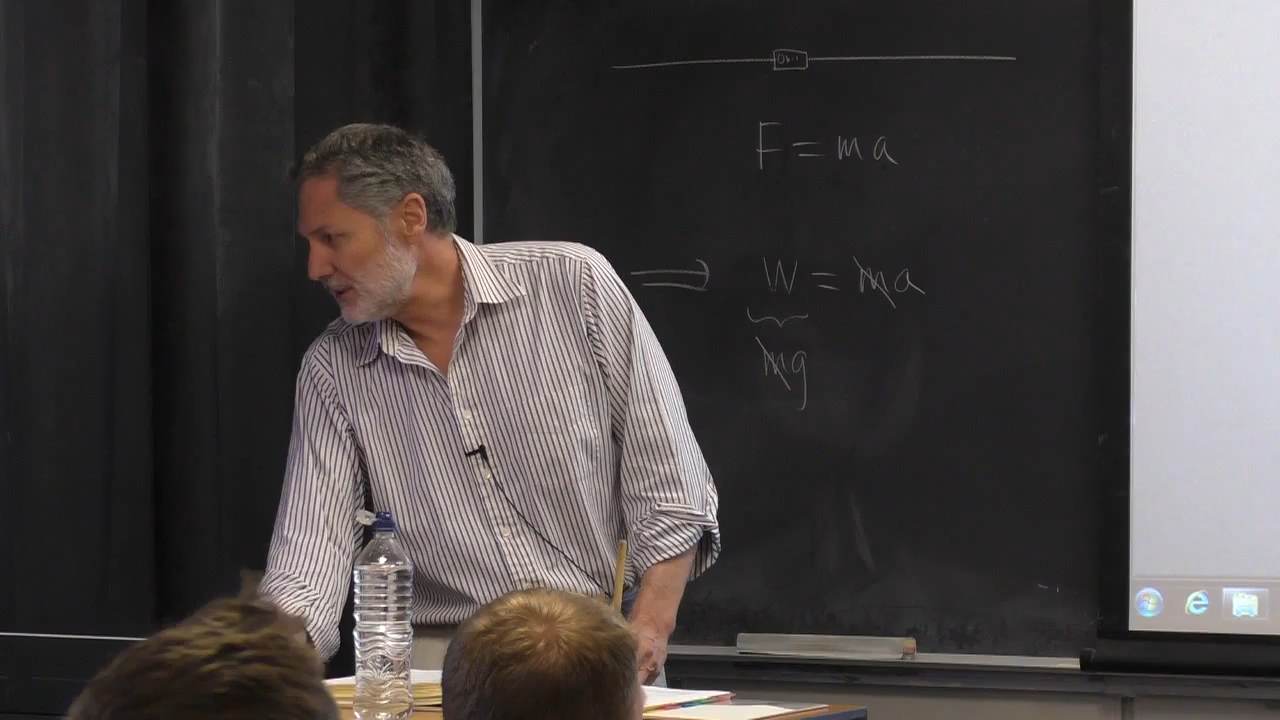 F = ma
⟹ W = ma
mg